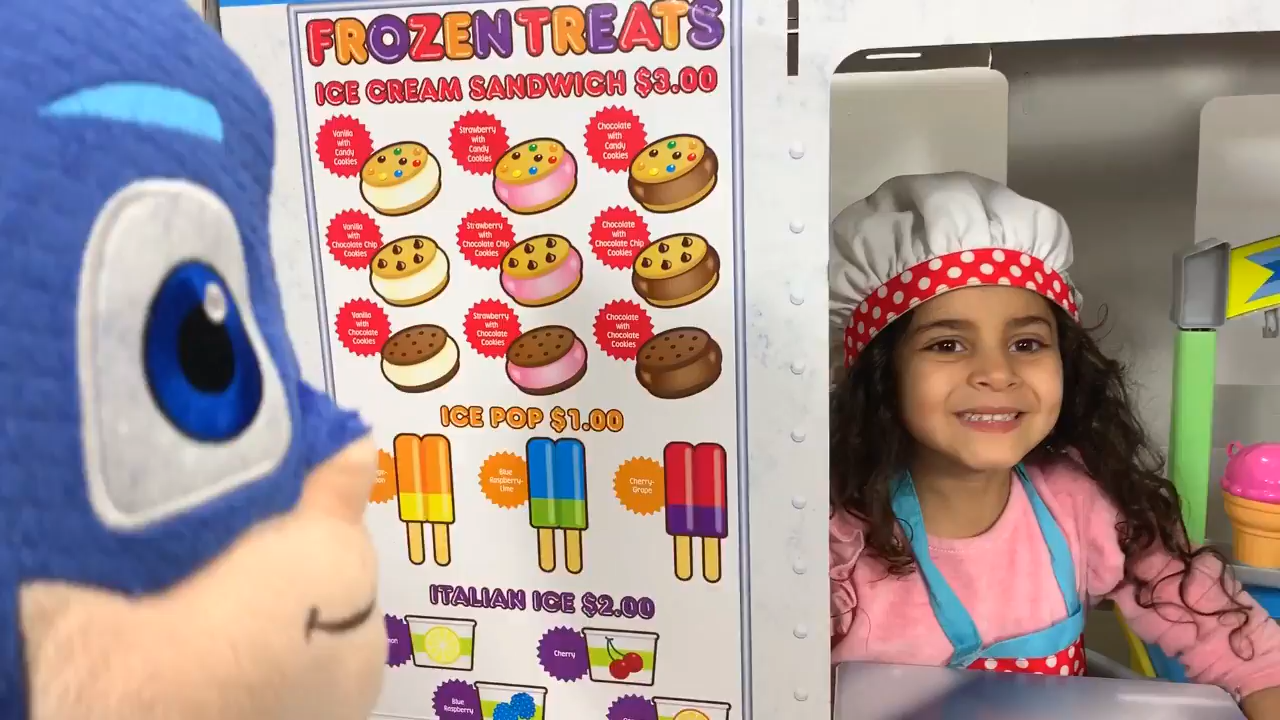 FROZEN TREATS
ICE CREAM SANDWICH $3.00
Vanilla
with
Candy
Cookies
Strawberry
with
Candy
Cookies
Chocolate
with
Candy
Cookies
Vanilla
with
Chocolate Chip
Cookies
Strawberry
with
Chocolate Chip
Cookies
Chocolate
with
Chocolate Chip
Cookies
Vanilla
with
Chocolate
Cookies
Strawberry
with
Chocolate
Cookies
Chocolate
with
Chocolate
Cookies
ICE POP $1.00
Blue
Raspberry-
Lime
Cherry-
Grape
ITALIAN ICE $2.00
Cherry
Blue
Raspberry